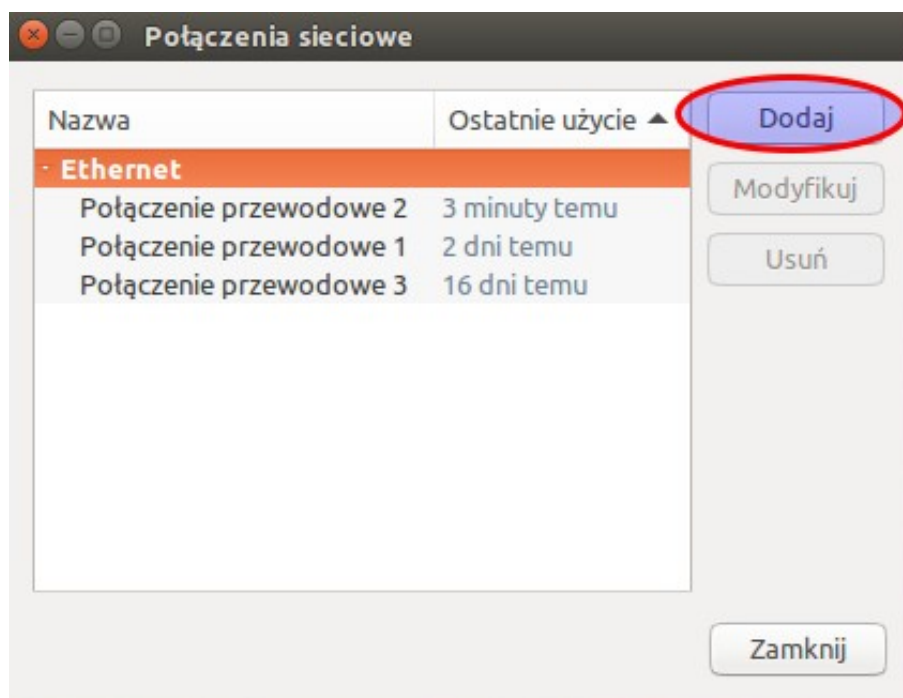 Połączenia sieciowe
Nazwa Ostatnie użycie
Dodaj
Ethernet
Modyfikuj
Połączenie przewodowe 2 3 minuty temu
Połączenie przewodowe 1 2 dni temu
Usuń
Połączenie przewodowe 3 16 dni temu
Zamknij